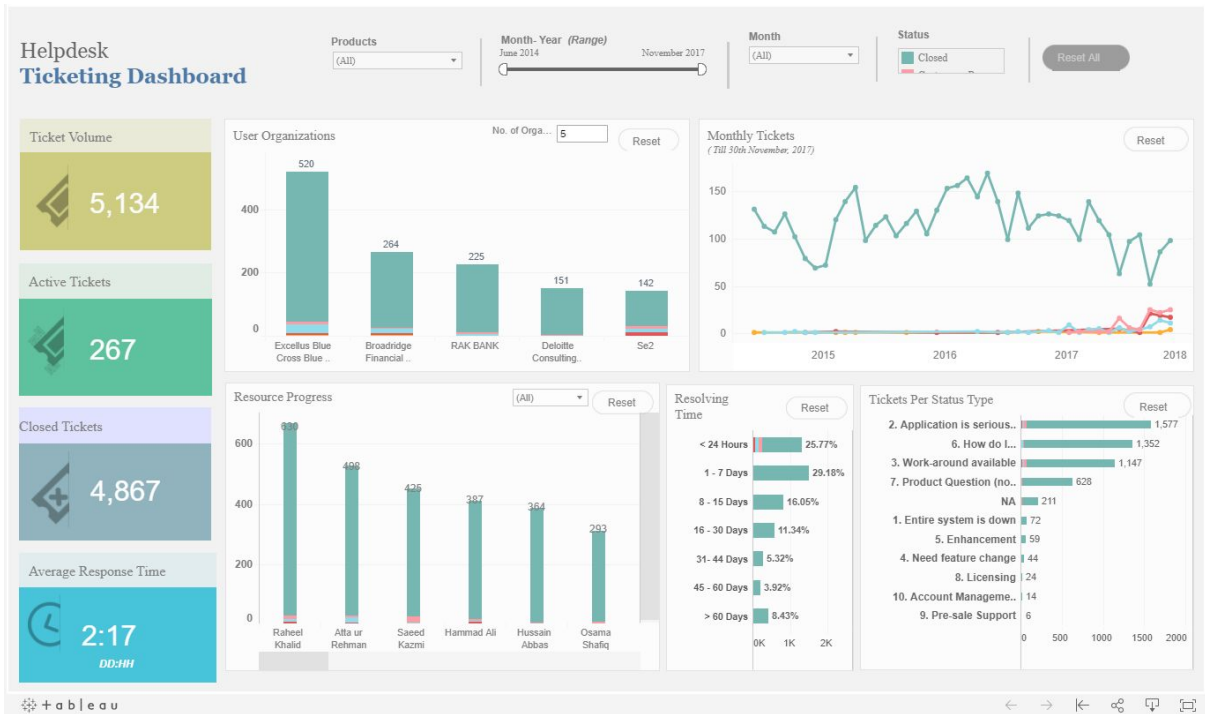 Helpdesk
Ticketing Dashboard
Products
(All)
Month-Year (Range)
June 2014 November 2017
Month
(All)
Status
Closed
Reset All
Ticket Volume
5,134
Active Tickets
267
Closed Tickets
4,867
Average Response Time
2:17
DD:HH
User Organizations
No. of Orga... 5
Reset
520
264
225
151
142
400
200
0
Excellus Blue
Cross Blue ..
Broadridge
Financial ..
RAK BANK
Deloitte
Consulting..
Se2
Monthly Tickets
( Till 30th November, 2017)
Reset
150
100
50
0
2015 2016 2017 2018
Resource Progress
(All)
Reset
630
498
425
387
364
293
600
400
200
0
Raheel
Khalid
Atta ur
Rehman
Saeed
Kazmi
Hammad Ali
Hussain
Abbas
Osama
Shafiq
Resolving
Time
Reset
< 24 Hours 25.77%
1 - 7 Days 29.18%
8 - 15 Days 16.05%
16 - 30 Days 11.34%
31- 44 Days 5.32%
45 - 60 Days 3.92%
> 60 Days 8.43%
0K 1K 2K
Tickets Per Status Type
Reset
2. Application is serious.. 1,577
6. How do I... 1,352
3. Work-around available 1,147
7. Product Question (no.. 628
NA 211
1. Entire system is down 72
5. Enhancement 59
4. Need feature change 44
8. Licensing 24
10. Account Manageme.. 14
9. Pre-sale Support 6
0 500 1000 1500 2000
+ a b l e a u